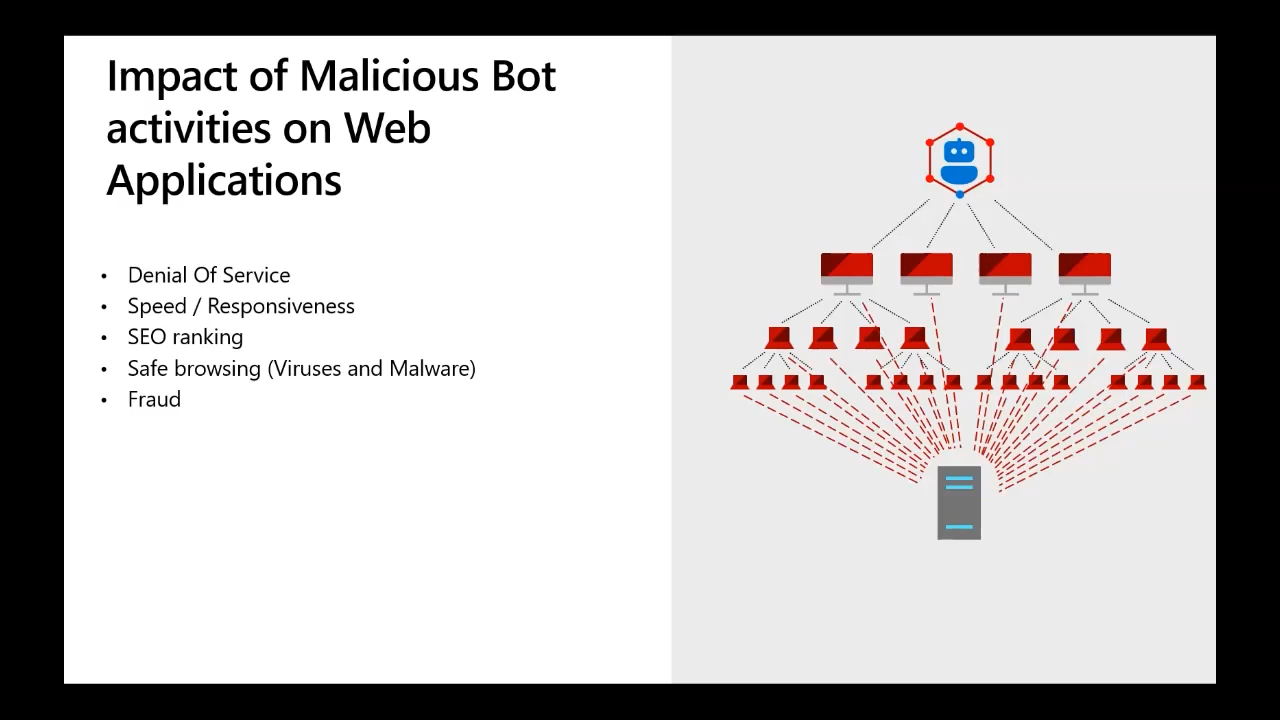 Impact of Malicious Bot
activities on Web
Applications
• Denial Of Service
• Speed / Responsiveness
• SEO ranking
• Safe browsing (Viruses and Malware)
• Fraud